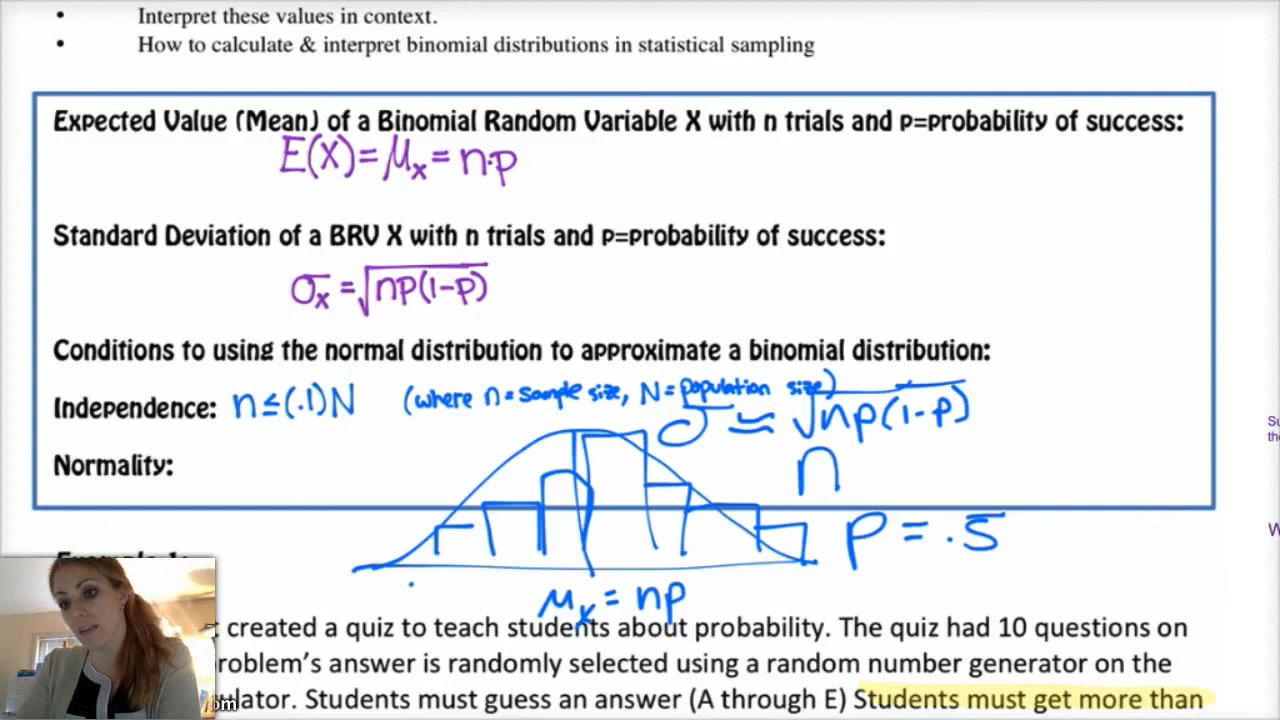 • Interpret these values in context.
• How to calculate & interpret binomial distributions in statistical sampling
Expected Value (Mean) of a Binomial Random Variable X with n trials and p=probability of success:
E(X)=μx=n·p
Standard Deviation of a BRV X with n trials and p=probability of success:
σx=√np(1-p)
Conditions to using the normal distribution to approximate a binomial distribution:
Independence: n≤(.1)N (where n=sample size, N=population size)
σ ≃ √np(1-p)
Normality:
n
p = .5
μx = np
created a quiz to teach students about probability. The quiz had 10 questions on
roblem's answer is randomly selected using a random number generator on the
ulator. Students must guess an answer (A through E) Students must get more than